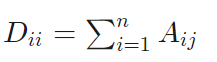 D_{ii} = \sum_{i=1}^{n} A_{ij}